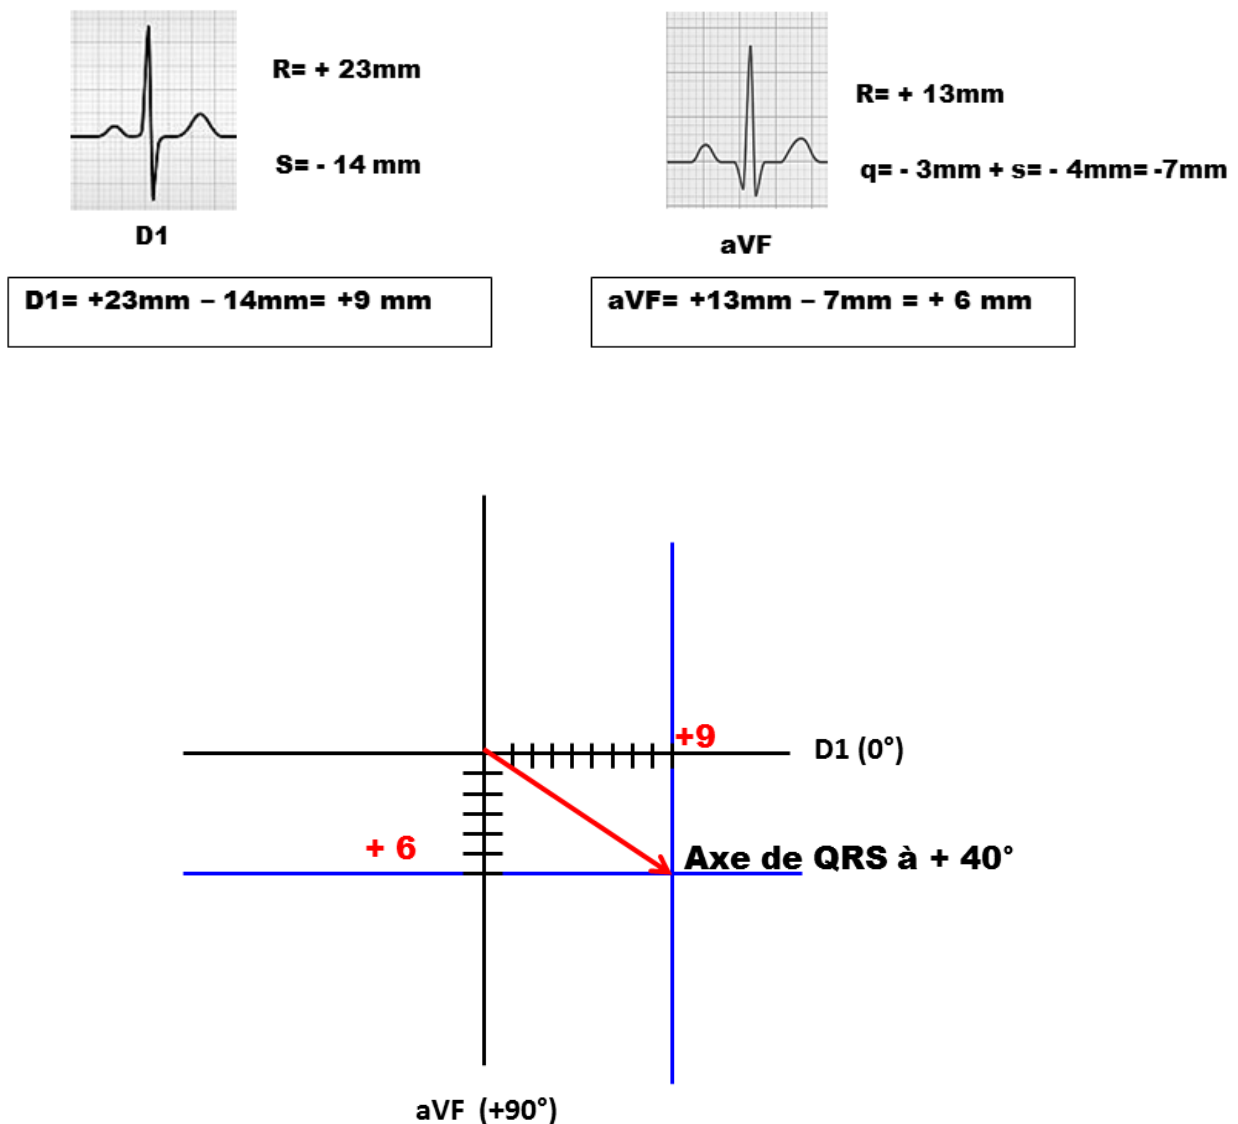 R= + 23mm
S= - 14 mm
D1
R= + 13mm
q= - 3mm + s= - 4mm= -7mm
aVF
D1= +23mm – 14mm= +9 mm
aVF= +13mm – 7mm = + 6 mm
+9
D1 (0°)
+ 6
Axe de QRS à + 40°
aVF (+90°)